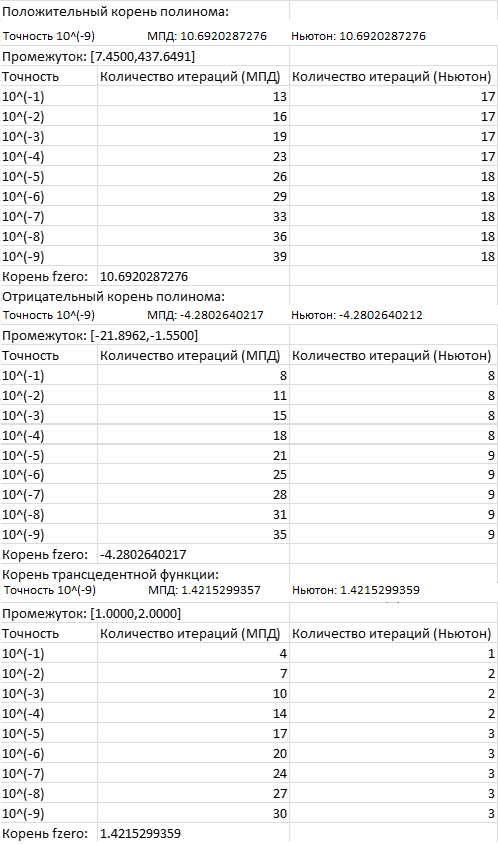 Положительный корень полинома:
Точность 10^(-9) МПД: 10.6920287276 Ньютон: 10.6920287276
Промежуток: [7.4500,437.6491]
Точность Количество итераций (МПД) Количество итераций (Ньютон)
10^(-1) 13 17
10^(-2) 16 17
10^(-3) 19 17
10^(-4) 23 17
10^(-5) 26 18
10^(-6) 29 18
10^(-7) 33 18
10^(-8) 36 18
10^(-9) 39 18
Корень fzero: 10.6920287276
Отрицательный корень полинома:
Точность 10^(-9) МПД: -4.2802640217 Ньютон: -4.2802640212
Промежуток: [-21.8962,-1.5500]
Точность Количество итераций (МПД) Количество итераций (Ньютон)
10^(-1) 8 8
10^(-2) 11 8
10^(-3) 15 8
10^(-4) 18 8
10^(-5) 21 9
10^(-6) 25 9
10^(-7) 28 9
10^(-8) 31 9
10^(-9) 35 9
Корень fzero: -4.2802640217
Корень трансцедентной функции:
Точность 10^(-9) МПД: 1.4215299357 Ньютон: 1.4215299359
Промежуток: [1.0000,2.0000]
Точность Количество итераций (МПД) Количество итераций (Ньютон)
10^(-1) 4 1
10^(-2) 7 2
10^(-3) 10 2
10^(-4) 14 2
10^(-5) 17 3
10^(-6) 20 3
10^(-7) 24 3
10^(-8) 27 3
10^(-9) 30 3
Корень fzero: 1.4215299359